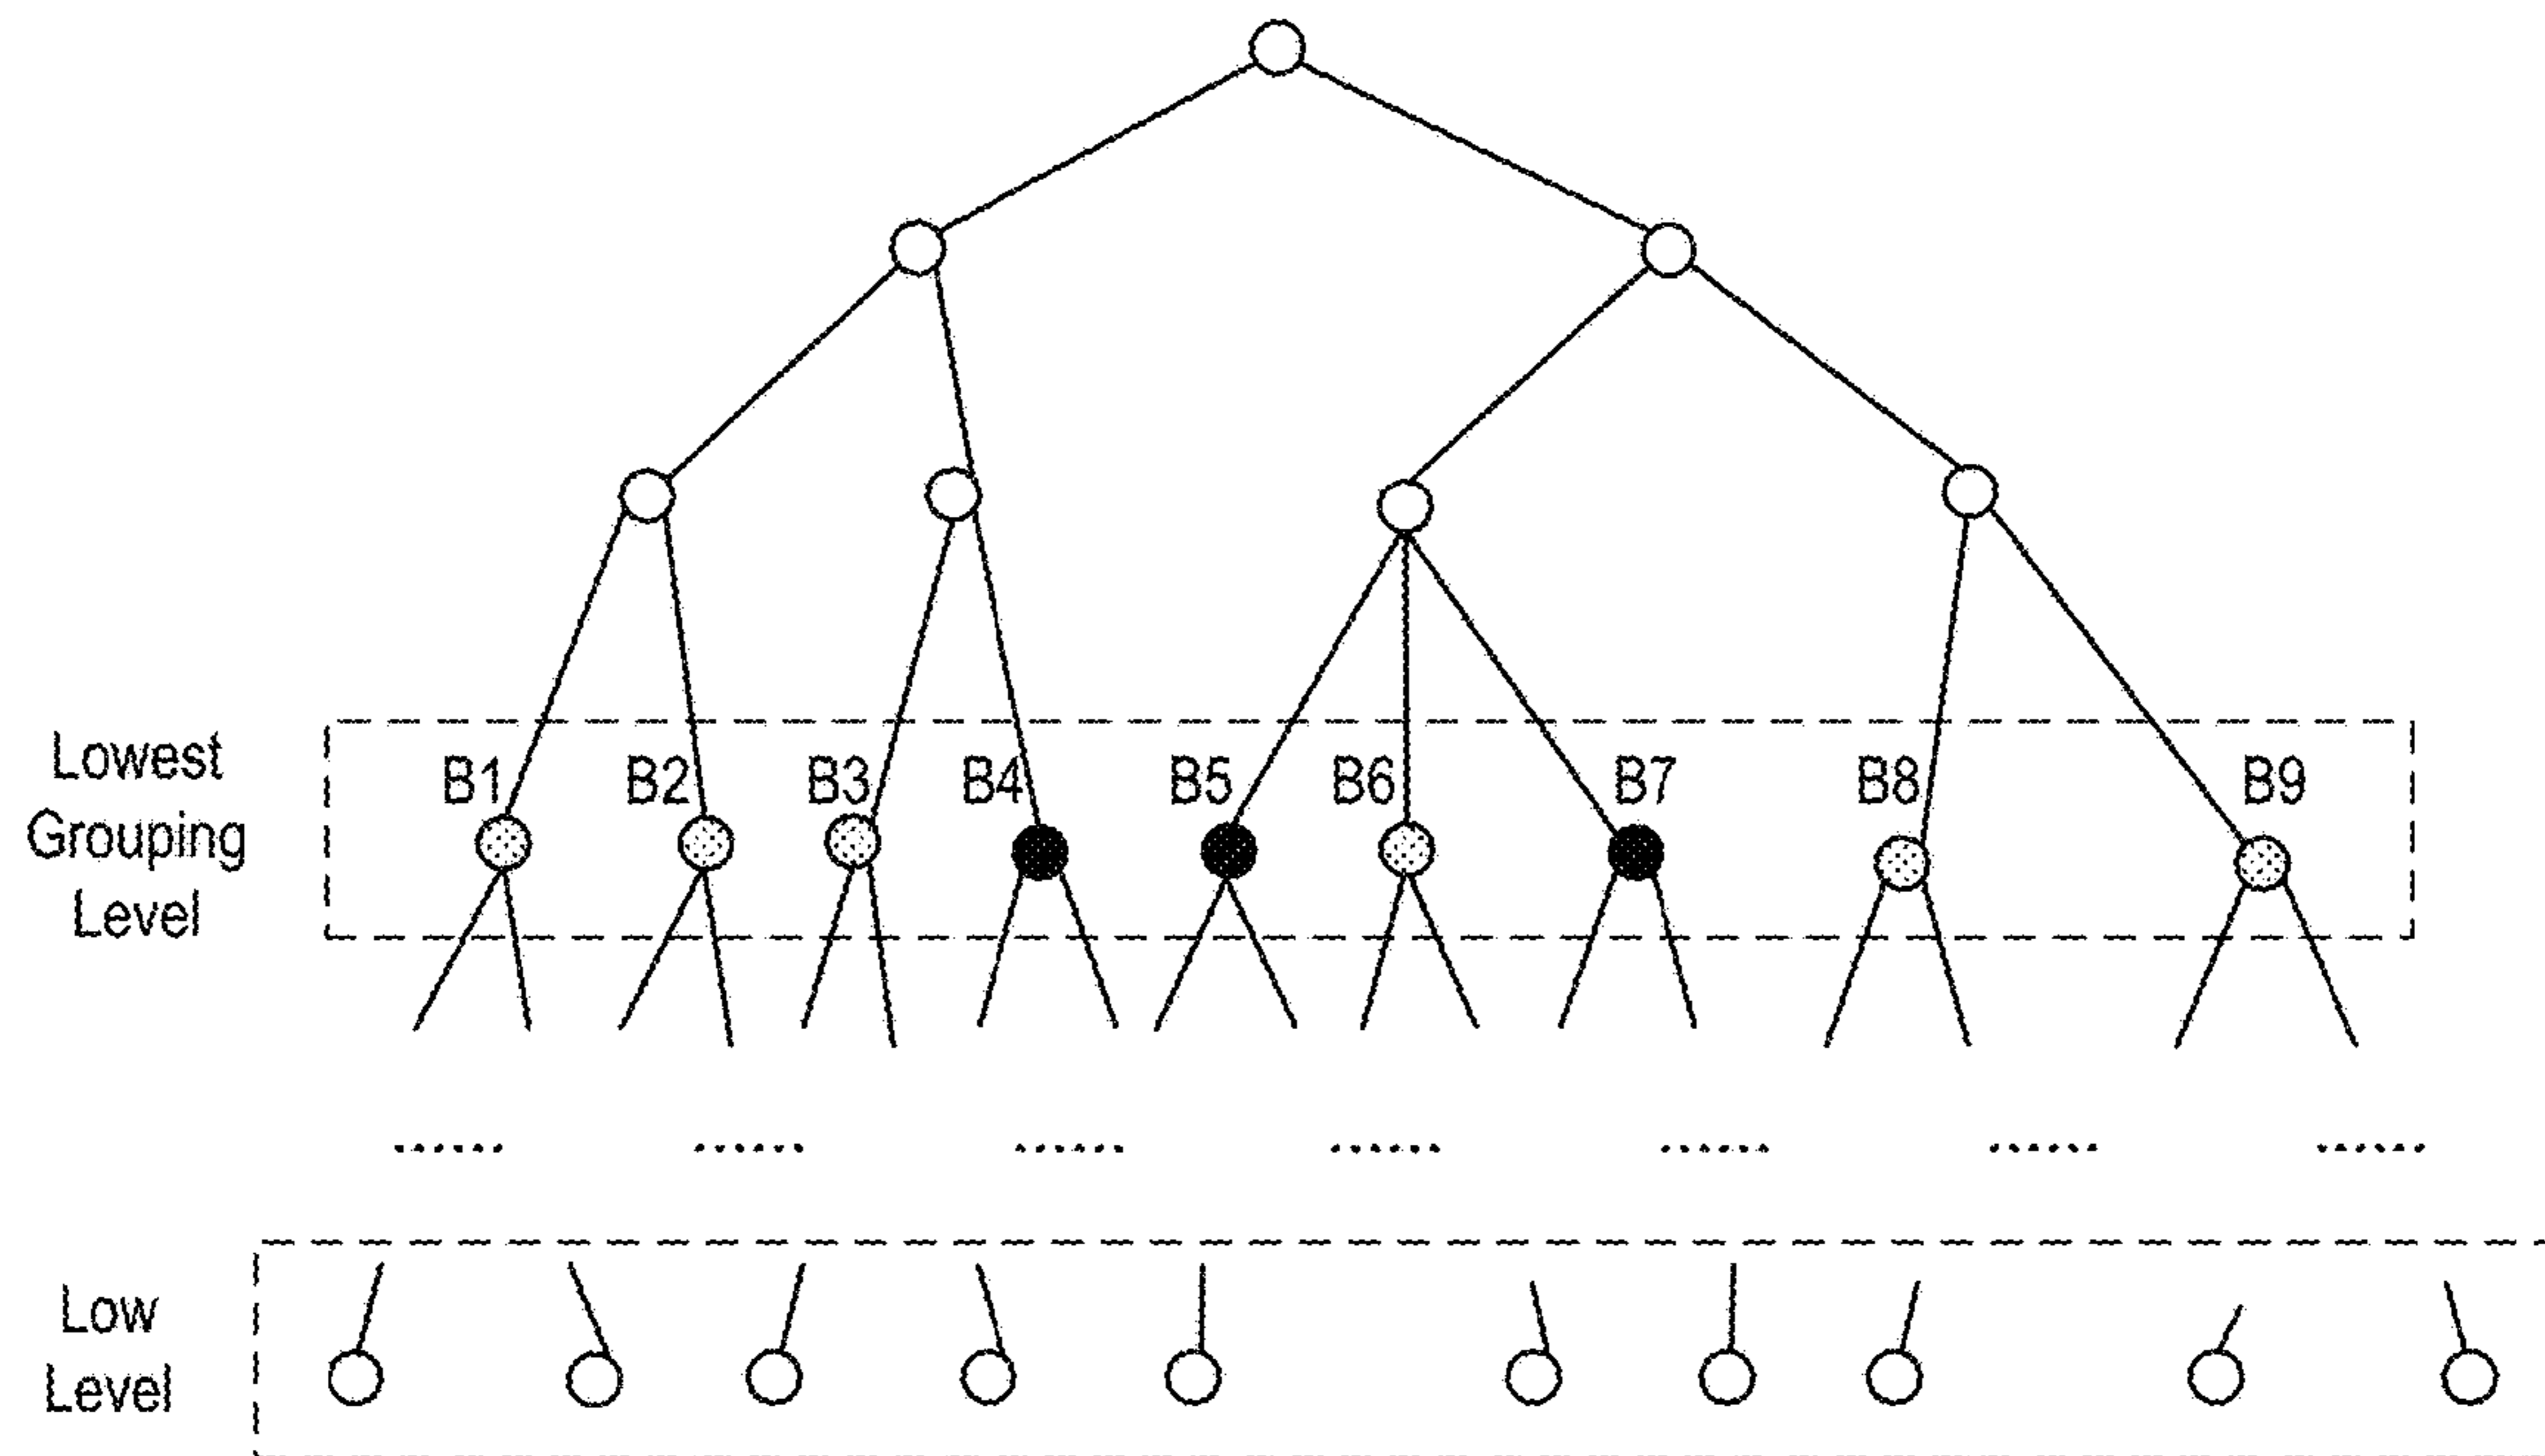 B1 B2 B3 B4 B5 B6 B7 B8 B9
Lowest
Grouping
Level
Low
Level